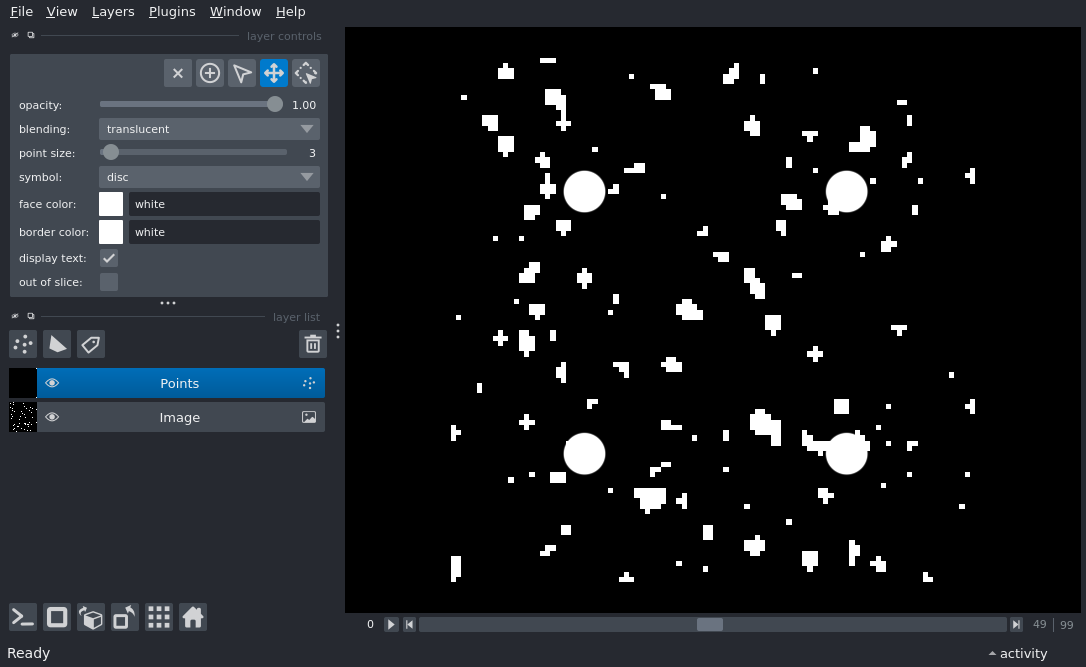 File View Layers Plugins Window Help
layer controls
opacity: 1.00
blending: translucent
point size: 3
symbol: disc
face color: white
border color: white
display text:
out of slice:
layer list
Points
Image
0 49 | 99
Ready activity